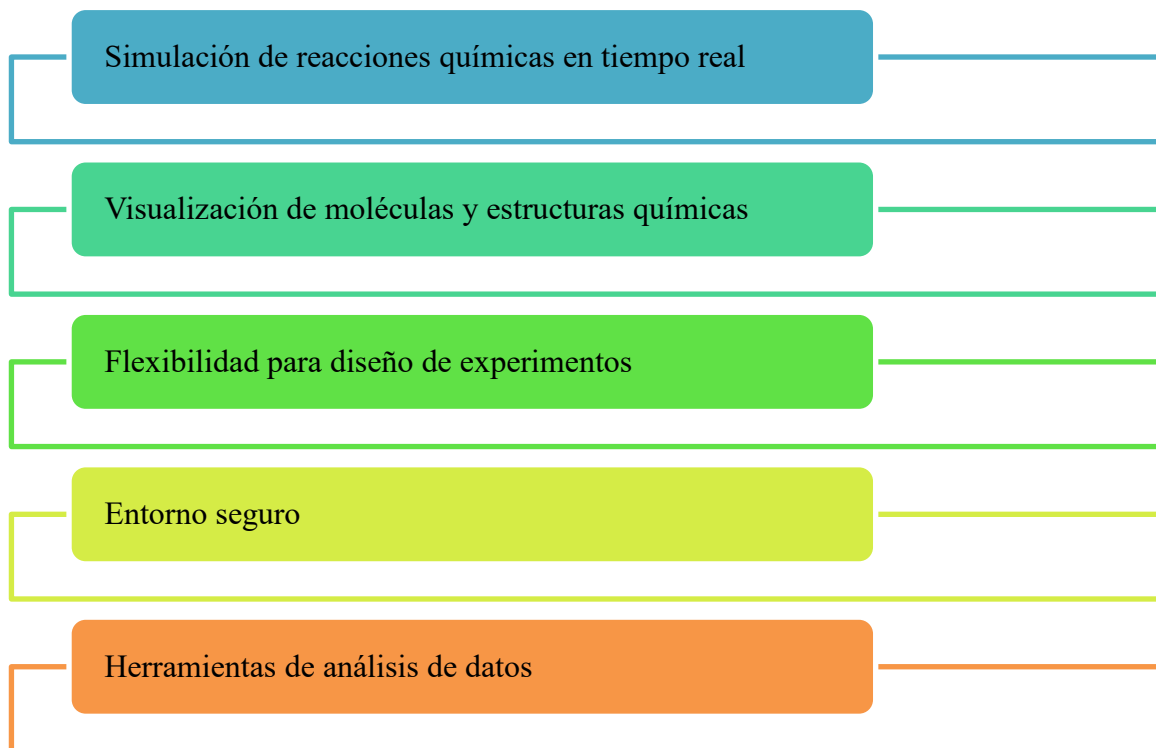 Simulación de reacciones químicas en tiempo real
Visualización de moléculas y estructuras químicas
Flexibilidad para diseño de experimentos
Entorno seguro
Herramientas de análisis de datos